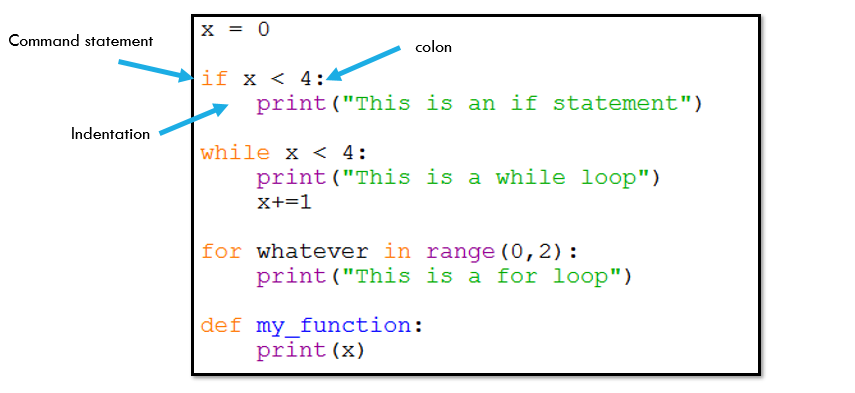 Command statement
colon
Indentation
x = 0
if x < 4:
    print("This is an if statement")
while x < 4:
    print("This is a while loop")
    x+=1
for whatever in range(0,2):
    print("This is a for loop")
def my_function:
    print(x)